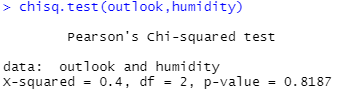 > chisq.test(outlook,humidity)
Pearson's Chi-squared test
data:  outlook and humidity
X-squared = 0.4, df = 2, p-value = 0.8187